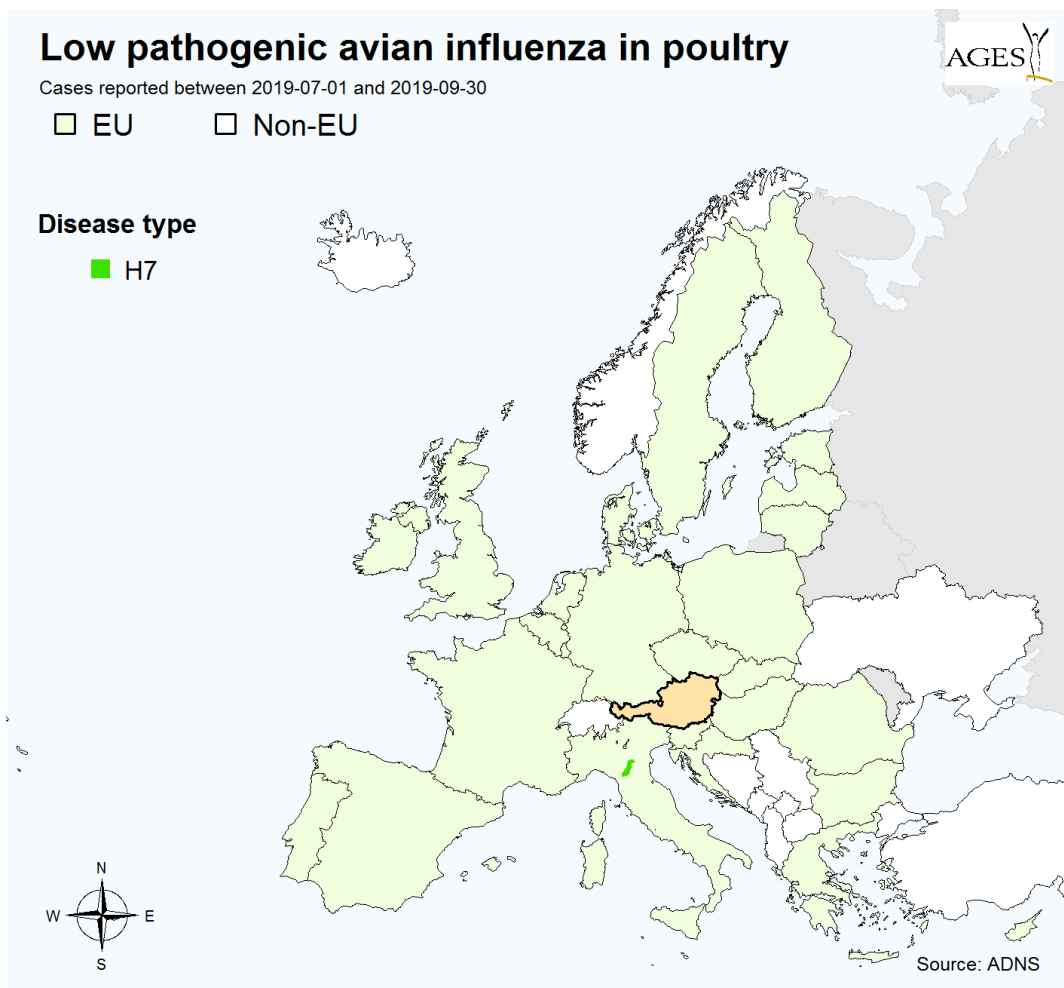 Low pathogenic avian influenza in poultry
AGES
Cases reported between 2019-07-01 and 2019-09-30
EU
Non-EU
Disease type
H7
N
W
E
S
Source: ADNS